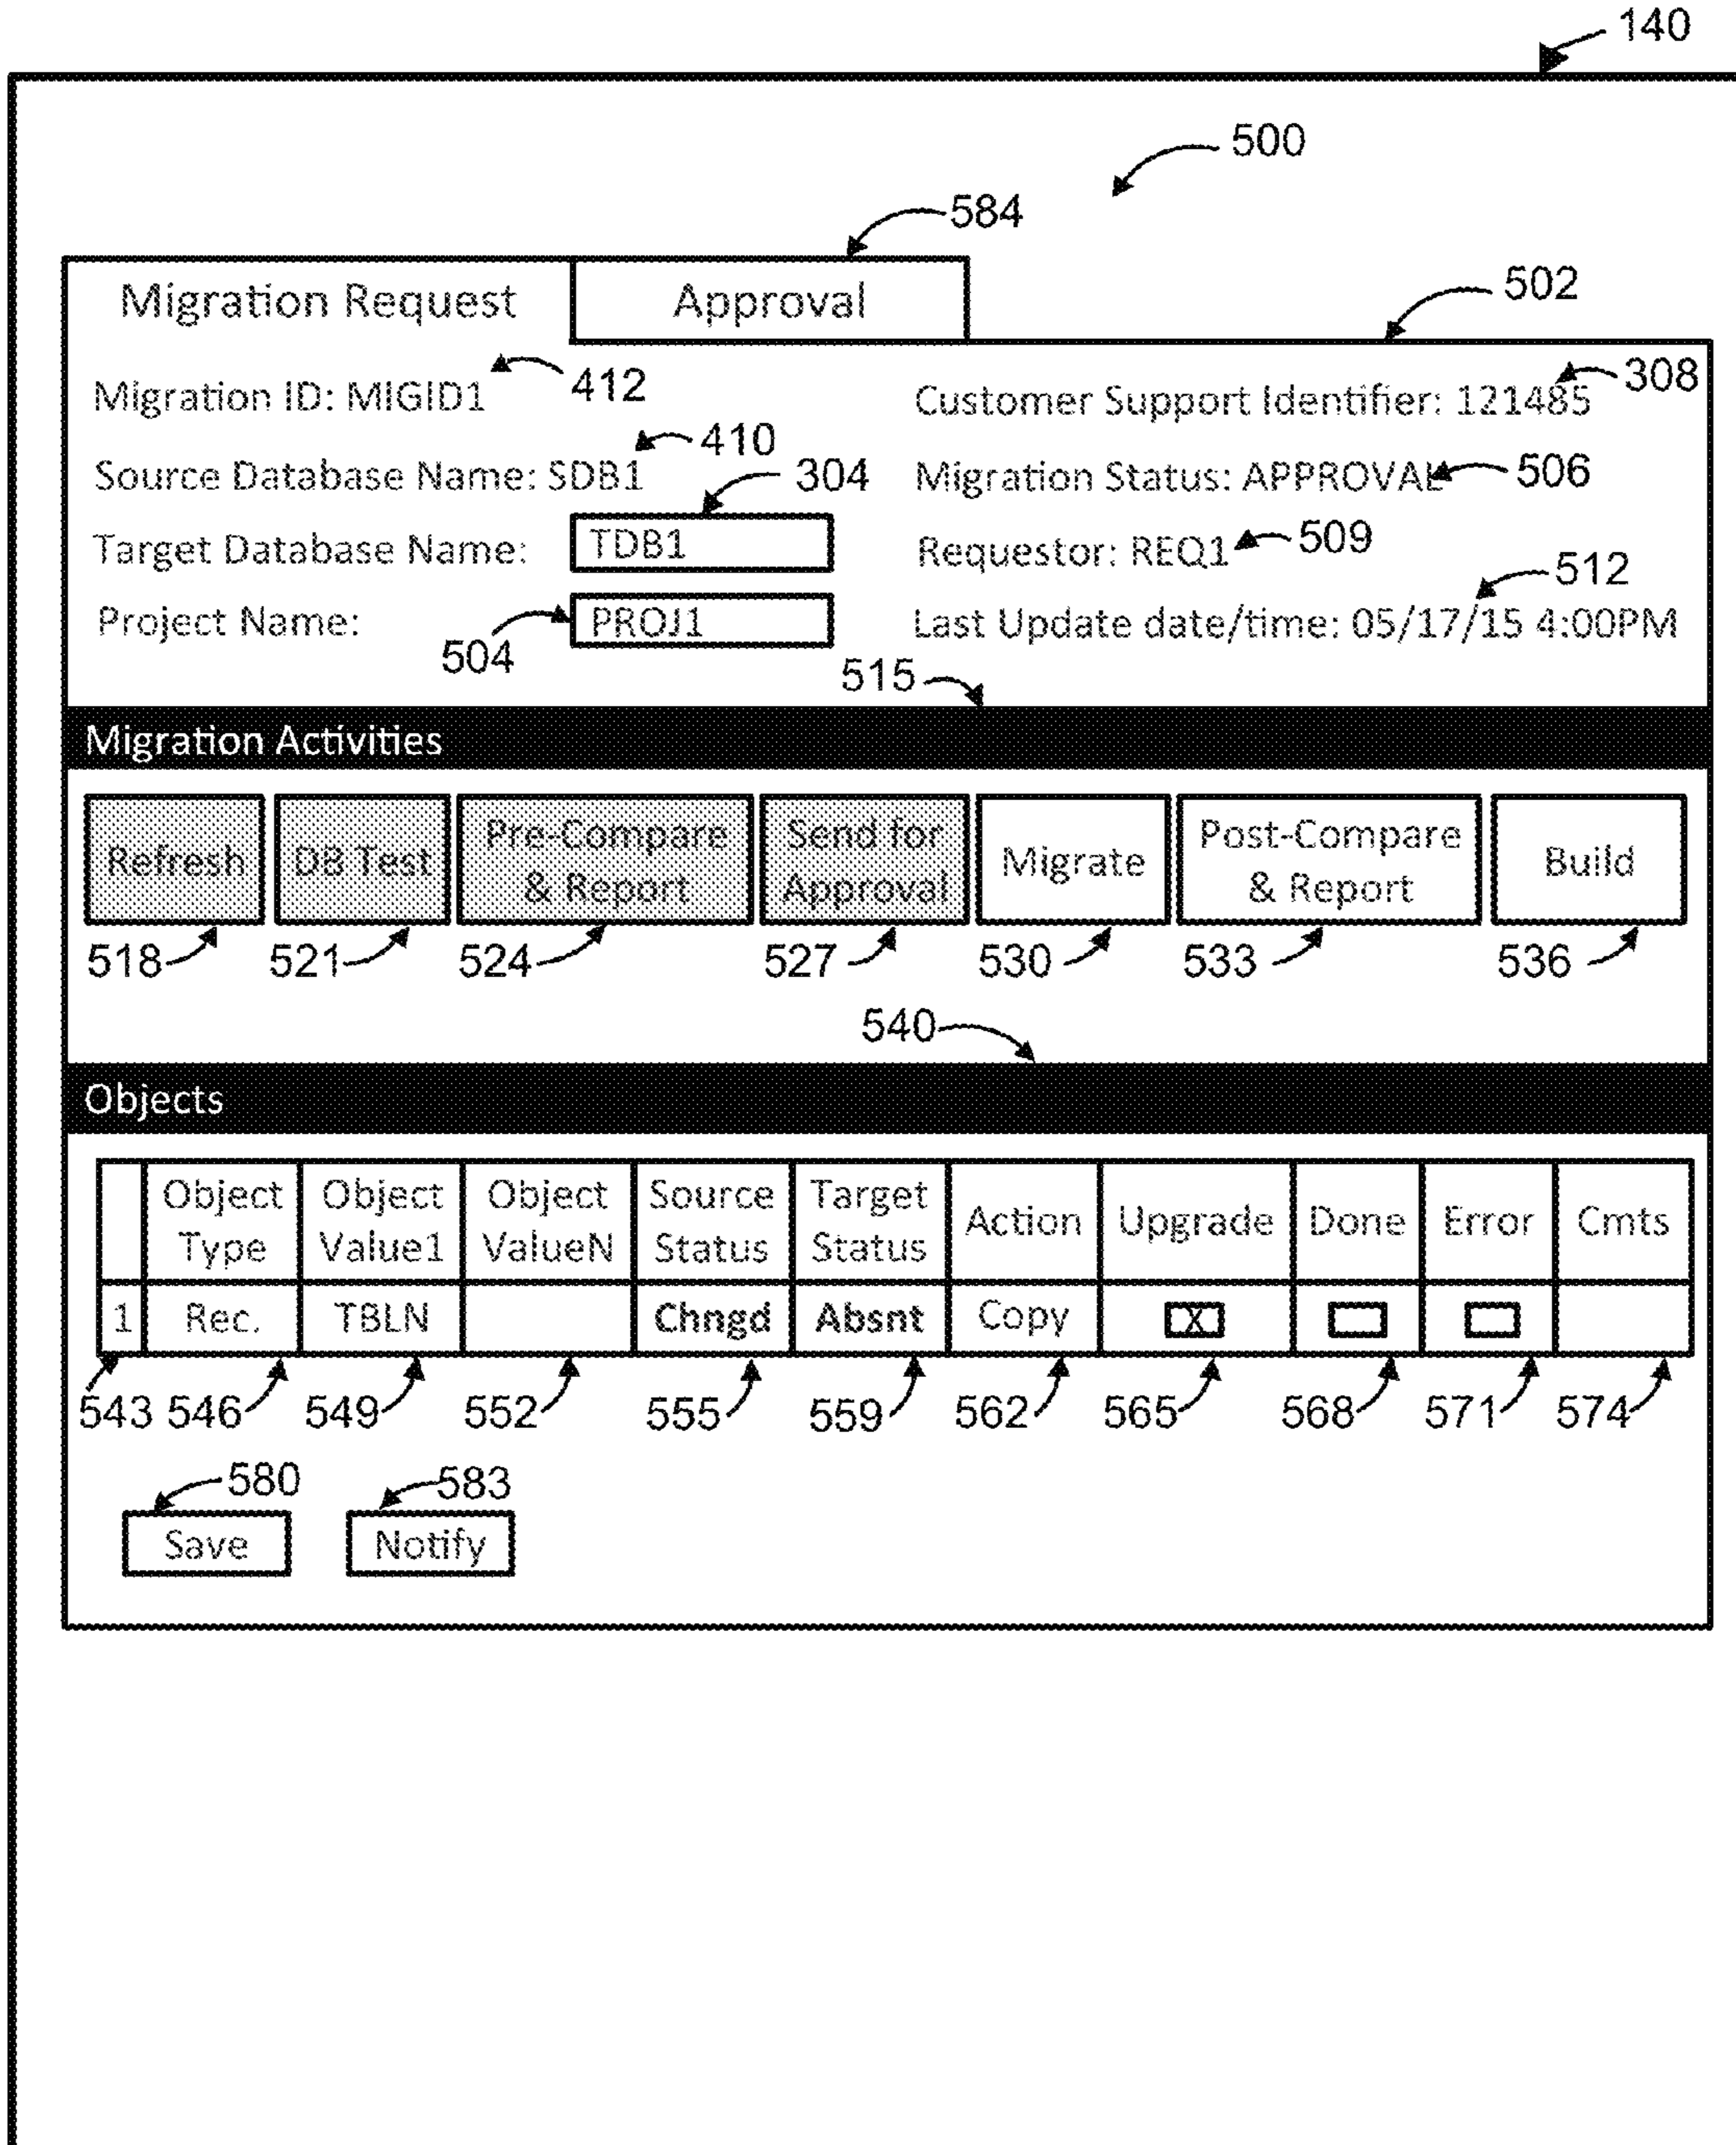 140
500
584
Migration Request
Approval
502
Migration ID: MIGID1
412
Customer Support Identifier: 121485
308
Source Database Name: SDB1
410
Migration Status: APPROVAL
506
304
Target Database Name:
TDB1
Requestor: REQ1
509
Project Name:
PROJ1
504
Last Update date/time: 05/17/15 4:00PM
512
515
Migration Activities
Refresh
DB Test
Pre-Compare
& Report
Send for
Approval
Migrate
Post-Compare
& Report
Build
518
521
524
527
530
533
536
540
Objects
Object
Type
Object
Value1
Object
ValueN
Source
Status
Target
Status
Action
Upgrade
Done
Error
Cmts
1
Rec.
TBLN
Chngd
Absnt
Copy
X
543
546
549
552
555
559
562
565
568
571
574
580
583
Save
Notify